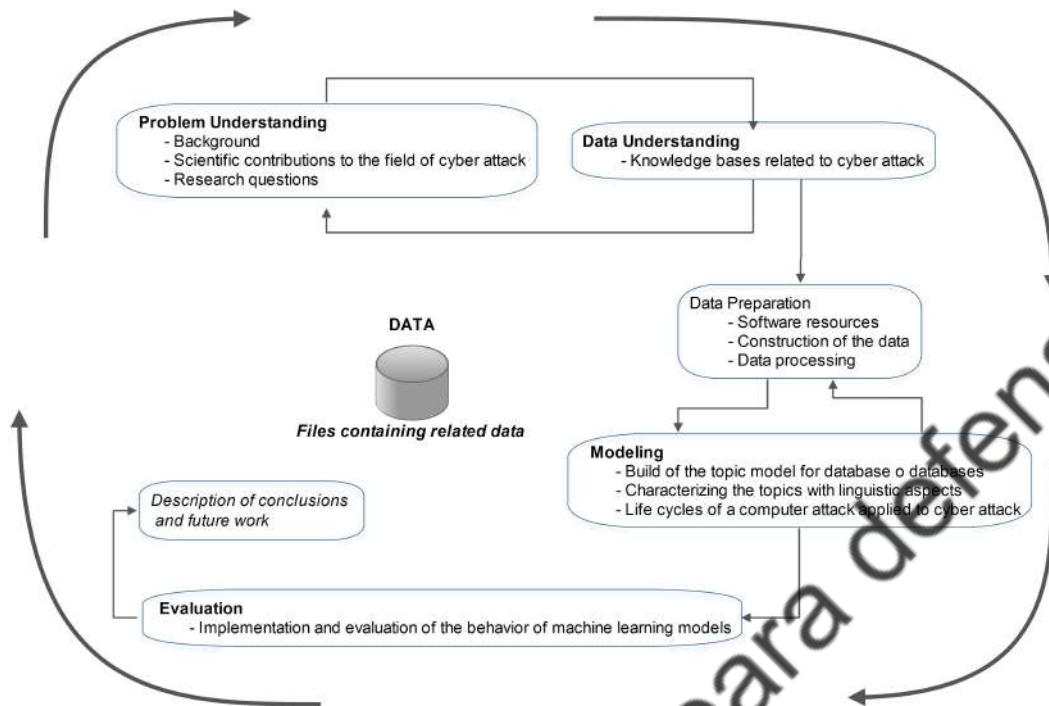 Problem Understanding
- Background
- Scientific contributions to the field of cyber attack
- Research questions
Data Understanding
- Knowledge bases related to cyber attack
Data Preparation
- Software resources
- Construction of the data
- Data processing
DATA
Files containing related data
Modeling
- Build of the topic model for database o databases
- Characterizing the topics with linguistic aspects
- Life cycles of a computer attack applied to cyber attack
Description of conclusions
and future work
Evaluation
- Implementation and evaluation of the behavior of machine learning models
para